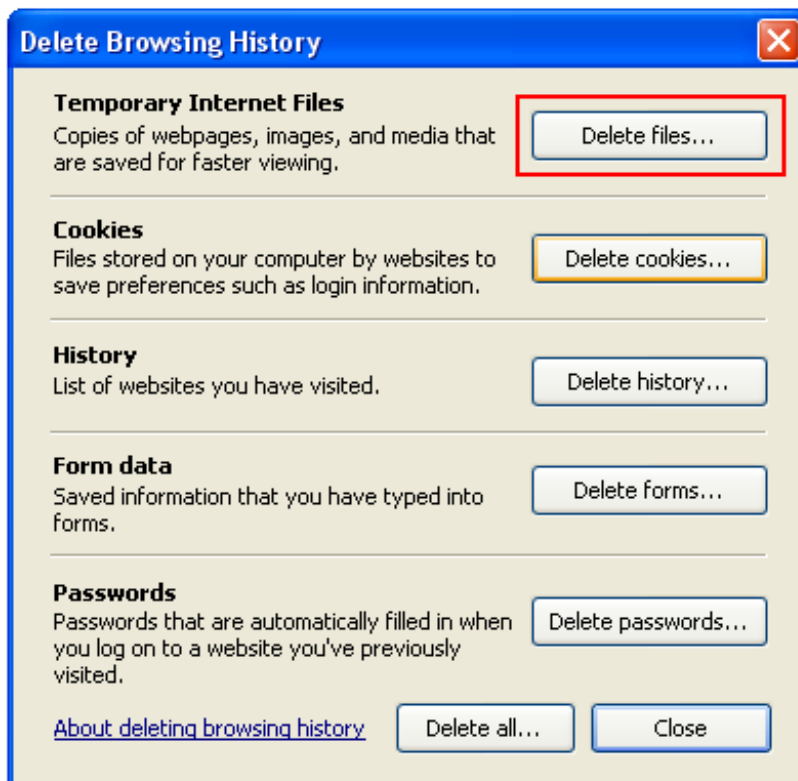 Delete Browsing History
Temporary Internet Files
Copies of webpages, images, and media that
are saved for faster viewing.
Delete files...
Cookies
Files stored on your computer by websites to
save preferences such as login information.
Delete cookies...
History
List of websites you have visited.
Delete history...
Form data
Saved information that you have typed into
forms.
Delete forms...
Passwords
Passwords that are automatically filled in when
you log on to a website you've previously
visited.
Delete passwords...
About deleting browsing history
Delete all...
Close